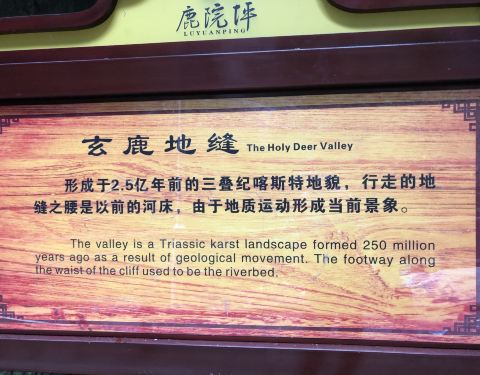 鹿院坪
LUYUANPING
玄鹿地缝 The Holy Deer Valley
形成于2.5亿年前的三叠纪喀斯特地貌，行走的地
缝之腰是以前的河床，由于地质运动形成当前景象。
The valley is a Triassic karst landscape formed 250 million
years ago as a result of geological movement. The footway along
the waist of the cliff used to be the riverbed.